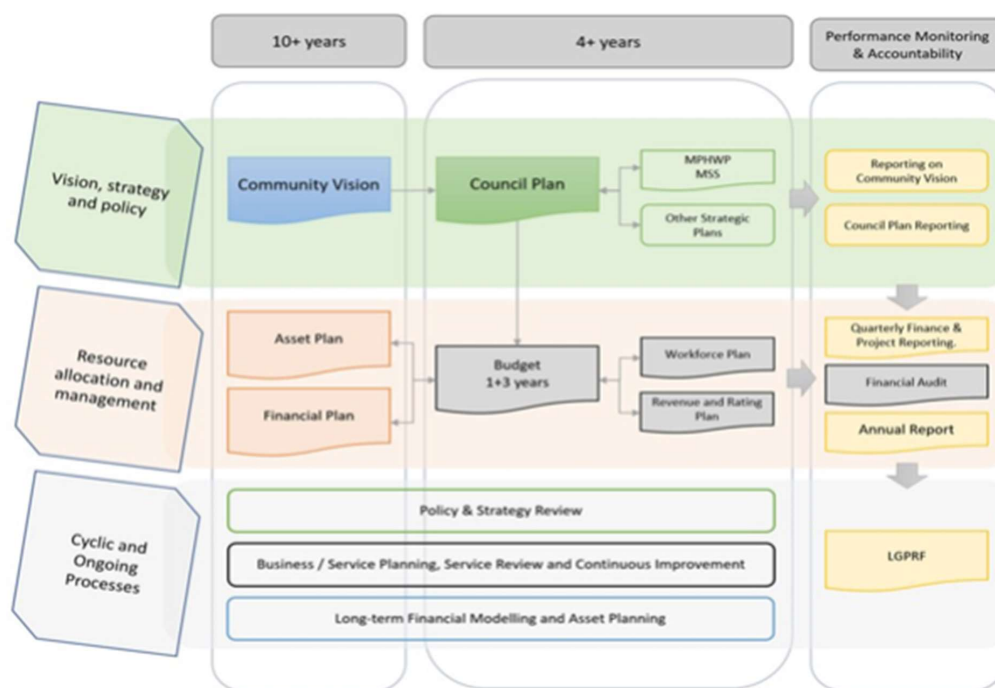 10+ years
4+ years
Performance Monitoring
& Accountability
Vision, strategy
and policy
Community Vision
Council Plan
MPHWP
MSS
Other Strategic
Plans
Reporting on
Community Vision
Council Plan Reporting
Resource
allocation and
management
Asset Plan
Financial Plan
Budget
1+3 years
Workforce Plan
Revenue and Rating
Plan
Quarterly Finance &
Project Reporting.
Financial Audit
Annual Report
Cyclic and
Ongoing
Processes
Policy & Strategy Review
Business / Service Planning, Service Review and Continuous Improvement
Long-term Financial Modelling and Asset Planning
LGPRF